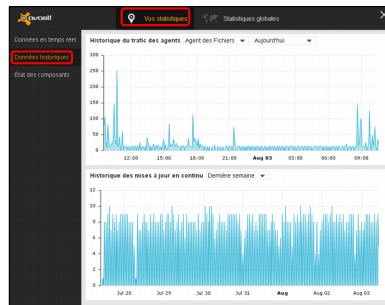 avast!
Vos statistiques
Statistiques globales
Données en temps réel
Données historiques
État des composants
Historique du trafic des agents Agent des Fichiers Aujourd'hui
300
250
200
150
100
50
0
12:00 15:00 18:00 21:00 Aug 03 03:00 06:00 09:00
Historique des mises à jour en continu Dernière semaine
12
10
8
6
4
2
0
Jul 28 Jul 29 Jul 30 Jul 31 Aug Aug 02 Aug 03